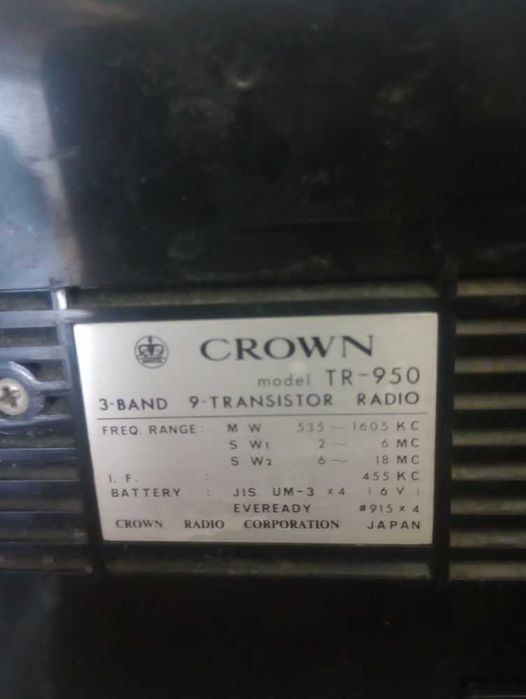 CROWN
model TR-950
3-BAND 9-TRANSISTOR RADIO
FREQ. RANGE: MW 535~1605 KC
SW1 2~ 6 MC
SW2 6~ 18 MC
I. F. : 455 KC
BATTERY : JIS UM-3 × 4 (6V)
EVEREADY #915 × 4
CROWN RADIO CORPORATION JAPAN